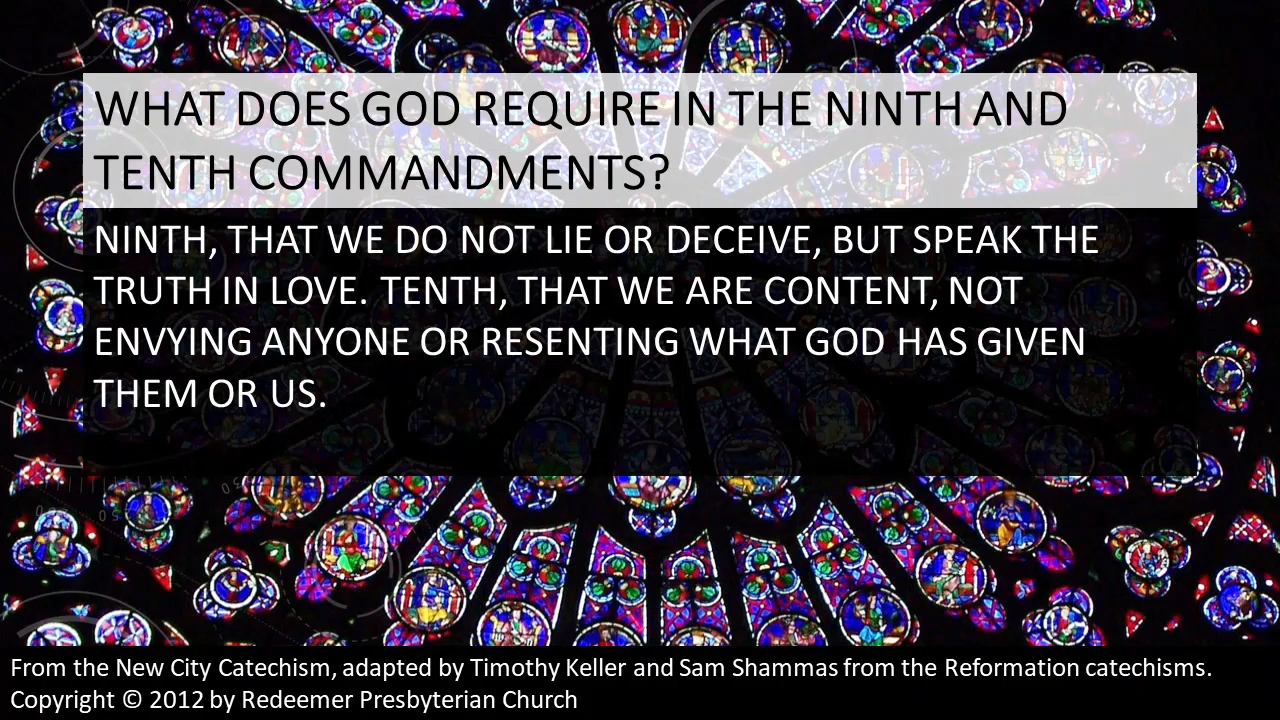 WHAT DOES GOD REQUIRE IN THE NINTH AND
TENTH COMMANDMENTS?
NINTH, THAT WE DO NOT LIE OR DECEIVE, BUT SPEAK THE
TRUTH IN LOVE. TENTH, THAT WE ARE CONTENT, NOT
ENVYING ANYONE OR RESENTING WHAT GOD HAS GIVEN
THEM OR US.
From the New City Catechism, adapted by Timothy Keller and Sam Shammas from the Reformation catechisms.
Copyright © 2012 by Redeemer Presbyterian Church